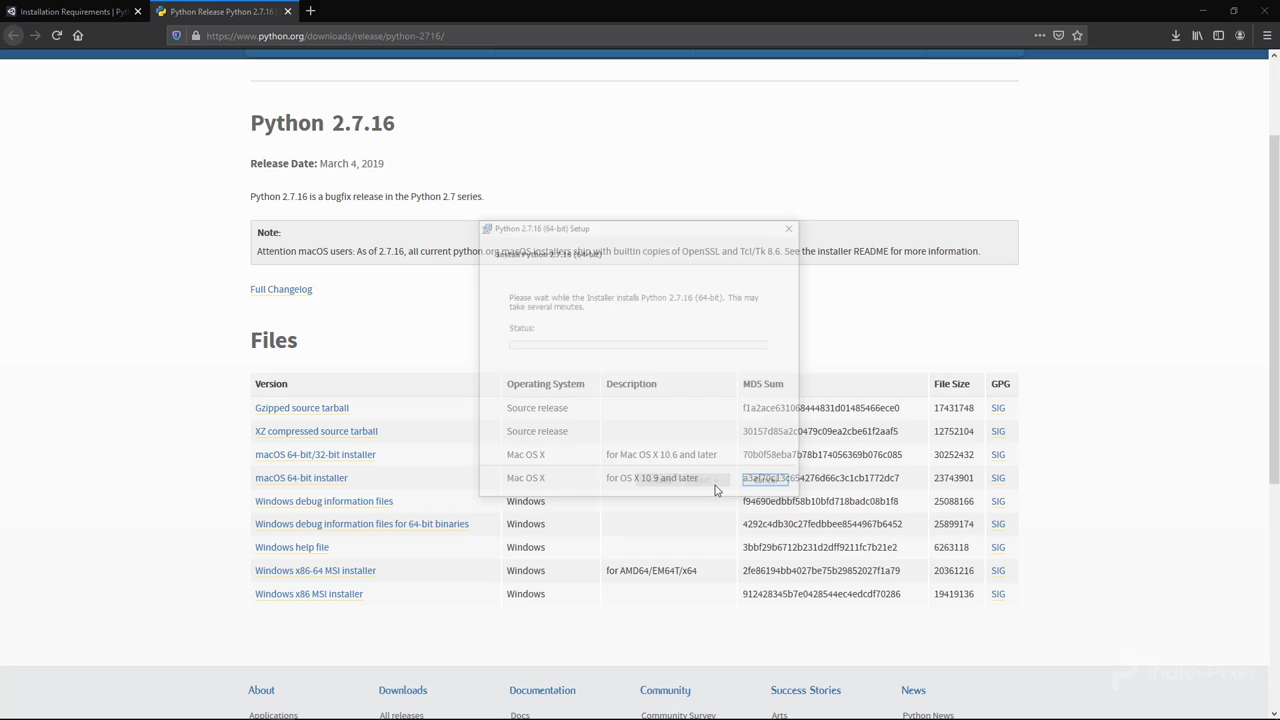 Installation Requirements | Pyth
Python Release Python 2.7.16 |
https://www.python.org/downloads/release/python-2716/
Python 2.7.16
Release Date: March 4, 2019
Python 2.7.16 is a bugfix release in the Python 2.7 series.
Note:
Attention macOS users: As of 2.7.16, all current python.org macOS installers ship with builtin copies of OpenSSL and Tcl/Tk 8.6. See the installer README for more information.
Python 2.7.16 (64-bit) Setup
Install Python 2.7.16 (64-bit)
Please wait while the Installer installs Python 2.7.16 (64-bit). This may
take several minutes.
Status:
Cancel
Full Changelog
Files
Version Operating System Description MD5 Sum File Size GPG
Gzipped source tarball Source release f1a2ace631068444831d01485466ece0 17431748 SIG
XZ compressed source tarball Source release 30157d85a2c0479c09ea2cbe61f2aaf5 12752104 SIG
macOS 64-bit/32-bit installer Mac OS X for Mac OS X 10.6 and later 70b0f58eba7b78b174056369b076c085 30252432 SIG
macOS 64-bit installer Mac OS X for OS X 10.9 and later 23743901 SIG
Windows debug information files Windows f94690edbbf58b10bfd718badc08b1f8 25088166 SIG
Windows debug information files for 64-bit binaries Windows 4292c4db30c27fedbbee8544967b6452 25899174 SIG
Windows help file Windows 3bbf29b6712b231d2dff9211fc7b21e2 6263118 SIG
Windows x86-64 MSI installer Windows for AMD64/EM64T/x64 2fe86194bb4027be75b29852027f1a79 20361216 SIG
Windows x86 MSI installer Windows 912428345b7e0428544ec4edcdf70286 19419136 SIG
About Downloads Documentation Community Success Stories News
Applications All releases Docs Community Survey Arts Python News